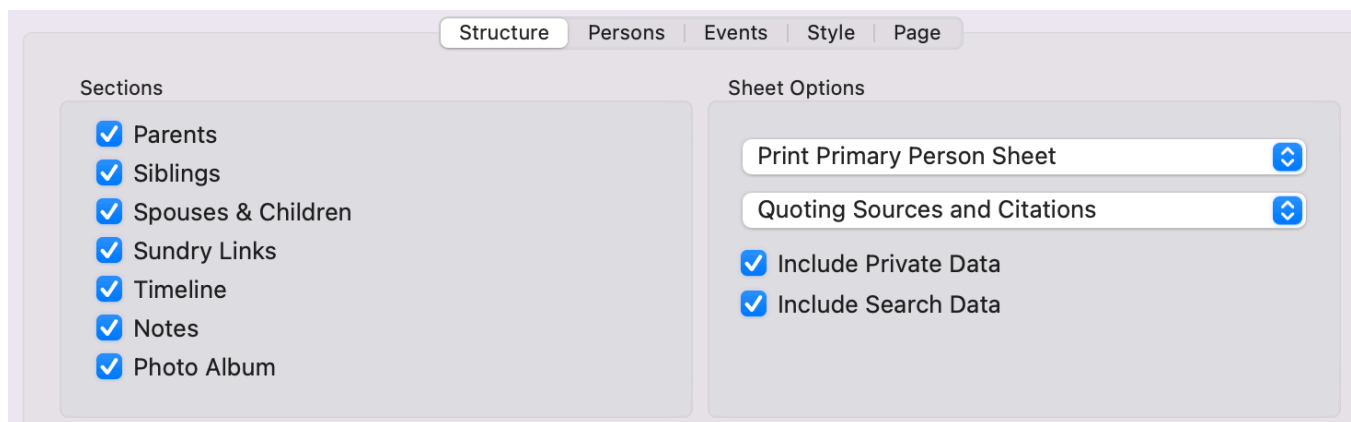 Structure Persons Events Style Page
Sections
Parents
Siblings
Spouses & Children
Sundry Links
Timeline
Notes
Photo Album
Sheet Options
Print Primary Person Sheet
Quoting Sources and Citations
Include Private Data
Include Search Data